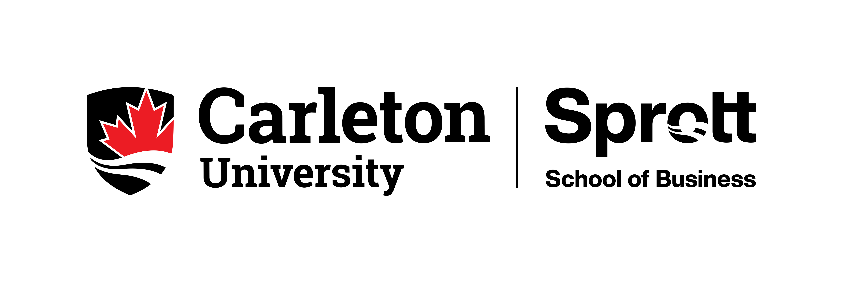 Carleton
University
Sprott
School of Business